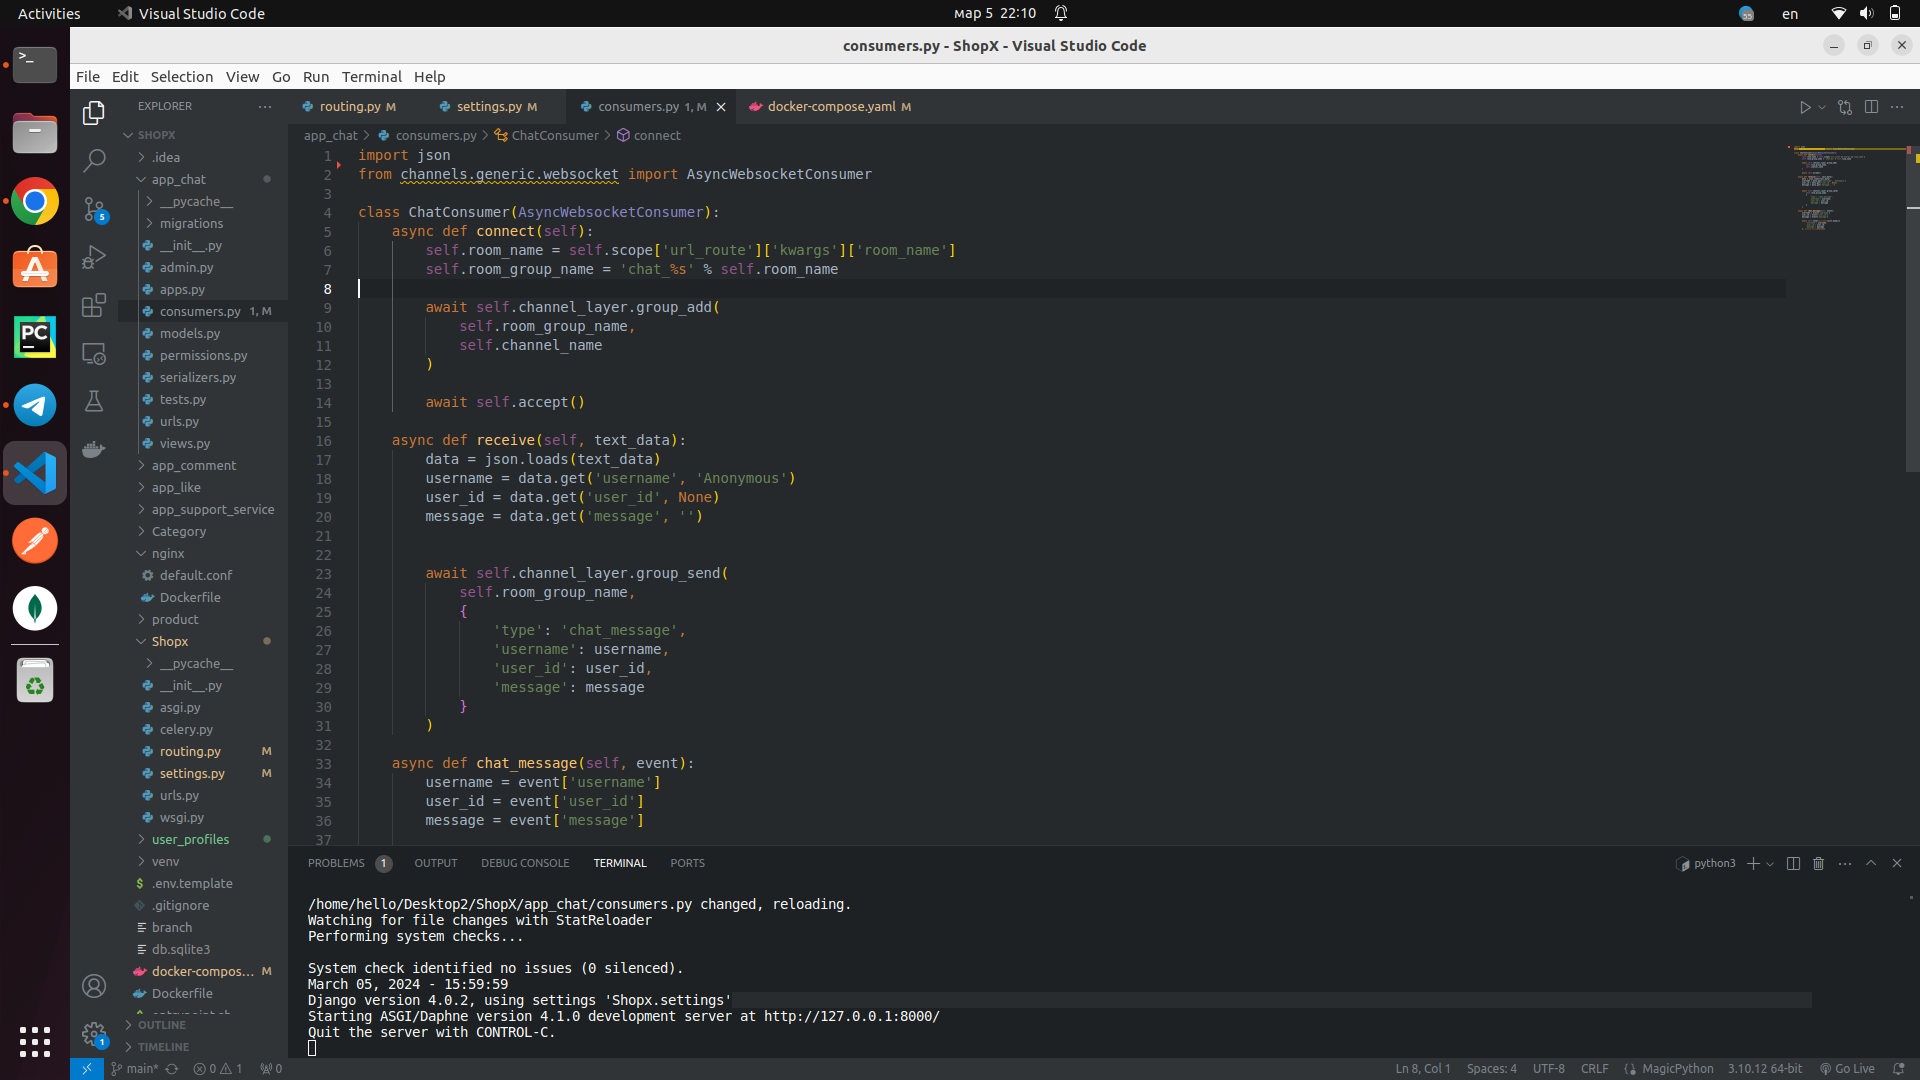 Activities
Visual Studio Code
мар 5 22:10
en
consumers.py - ShopX - Visual Studio Code
File Edit Selection View Go Run Terminal Help
EXPLORER
SHOPX
.idea
app_chat
__pycache__
migrations
__init__.py
admin.py
apps.py
consumers.py 1, M
models.py
permissions.py
serializers.py
tests.py
urls.py
views.py
app_comment
app_like
app_support_service
Category
nginx
default.conf
Dockerfile
product
Shopx
__pycache__
__init__.py
asgi.py
celery.py
routing.py M
settings.py M
urls.py
wsgi.py
user_profiles
venv
.env.template
.gitignore
branch
db.sqlite3
docker-compos... M
Dockerfile
OUTLINE
TIMELINE
routing.py M
settings.py M
consumers.py 1, M
docker-compose.yaml M
app_chat > consumers.py > ChatConsumer > connect
1 import json
2 from channels.generic.websocket import AsyncWebsocketConsumer
3
4 class ChatConsumer(AsyncWebsocketConsumer):
5     async def connect(self):
6         self.room_name = self.scope['url_route']['kwargs']['room_name']
7         self.room_group_name = 'chat_%s' % self.room_name
8
9         await self.channel_layer.group_add(
10             self.room_group_name,
11             self.channel_name
12         )
13
14         await self.accept()
15
16     async def receive(self, text_data):
17         data = json.loads(text_data)
18         username = data.get('username', 'Anonymous')
19         user_id = data.get('user_id', None)
20         message = data.get('message', '')
21
22
23         await self.channel_layer.group_send(
24             self.room_group_name,
25             {
26                 'type': 'chat_message',
27                 'username': username,
28                 'user_id': user_id,
29                 'message': message
30             }
31         )
32
33     async def chat_message(self, event):
34         username = event['username']
35         user_id = event['user_id']
36         message = event['message']
37
PROBLEMS 1 OUTPUT DEBUG CONSOLE TERMINAL PORTS
python3
/home/hello/Desktop2/ShopX/app_chat/consumers.py changed, reloading.
Watching for file changes with StatReloader
Performing system checks...
System check identified no issues (0 silenced).
March 05, 2024 - 15:59:59
Django version 4.0.2, using settings 'Shopx.settings'
Starting ASGI/Daphne version 4.1.0 development server at http://127.0.0.1:8000/
Quit the server with CONTROL-C.
main* 0 1 0
Ln 8, Col 1 Spaces: 4 UTF-8 CRLF MagicPython 3.10.12 64-bit Go Live
5
1
PC